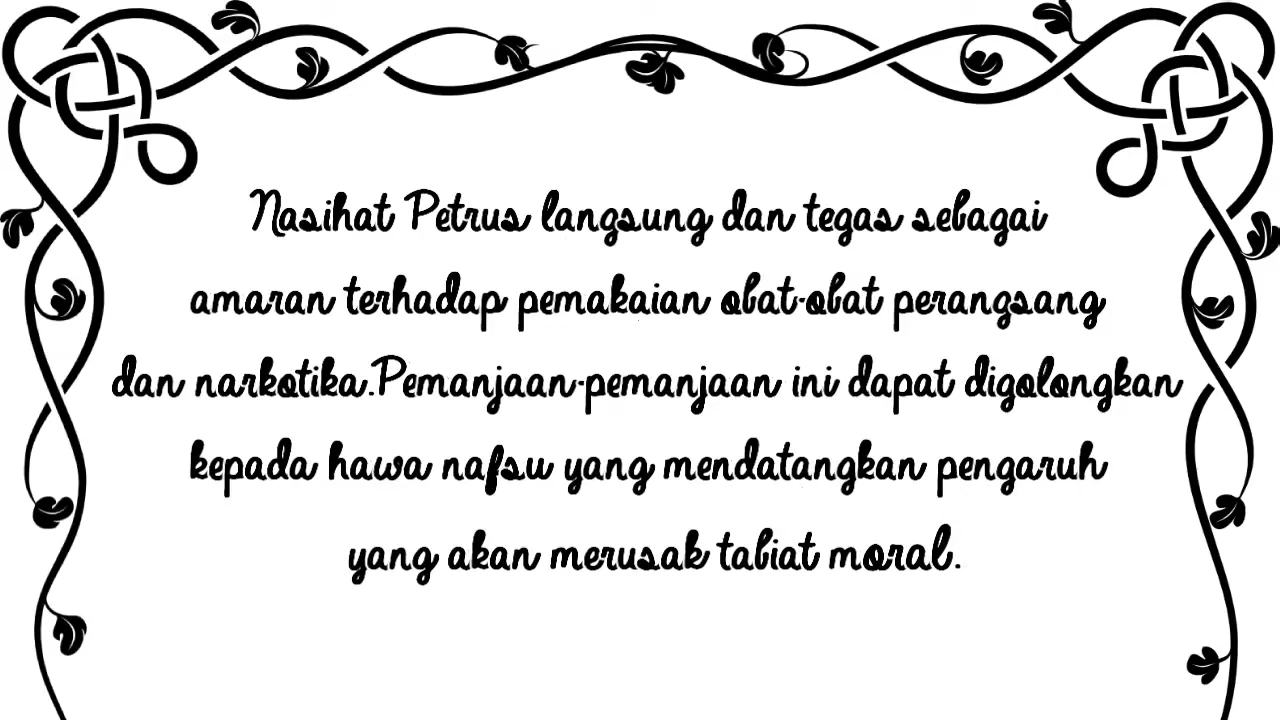 Nasihat Petrus langsung dan tegas sebagai
amaran terhadap pemakaian obat-obat perangsang
dan narkotika.Pemanjaan-pemanjaan ini dapat digolongkan
kepada hawa nafsu yang mendatangkan pengaruh
yang akan merusak tabiat moral.